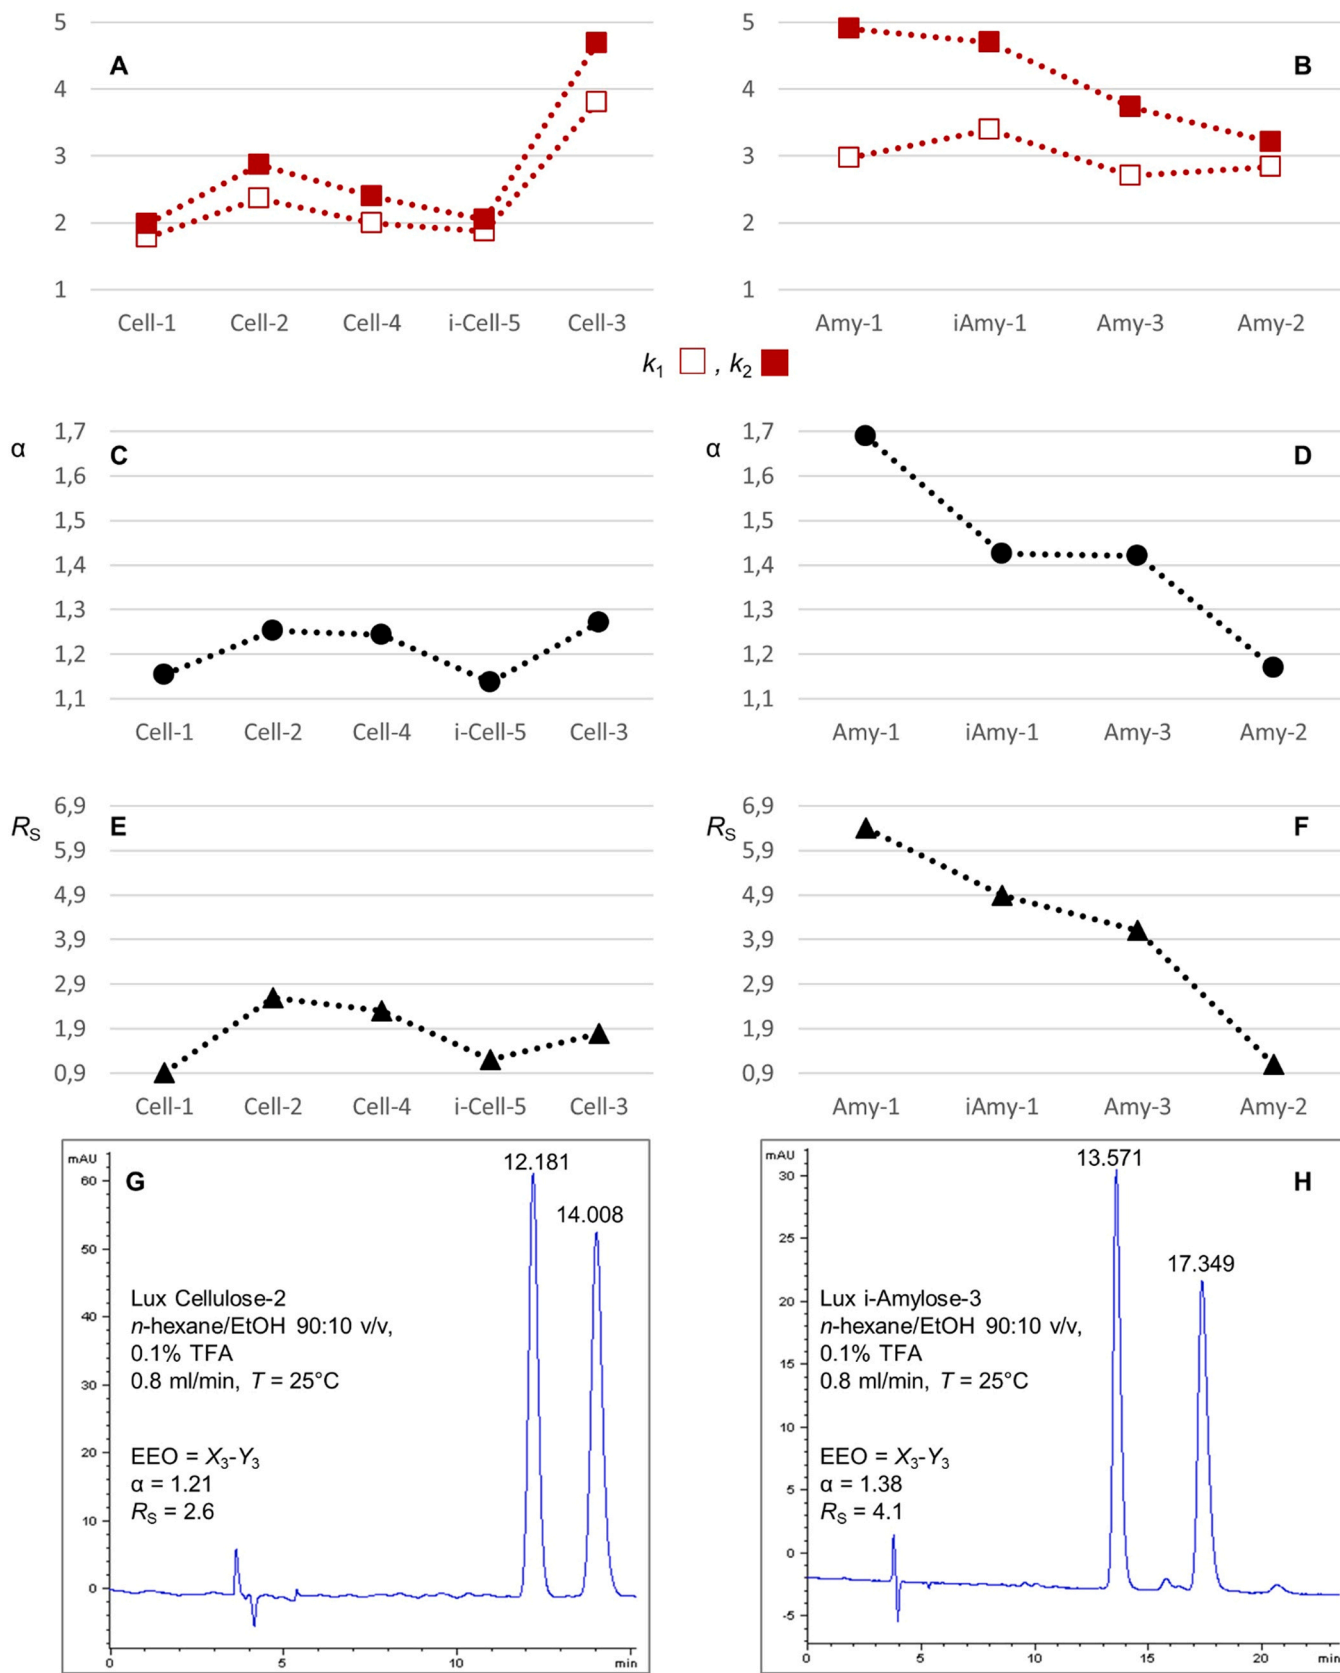 5
4
3
2
1
A
Cell-1 Cell-2 Cell-4 i-Cell-5 Cell-3
5
4
3
2
1
B
Amy-1 iAmy-1 Amy-3 Amy-2
k1 , k2
α
1,7
1,6
1,5
1,4
1,3
1,2
1,1
C
Cell-1 Cell-2 Cell-4 i-Cell-5 Cell-3
α
1,7
1,6
1,5
1,4
1,3
1,2
1,1
D
Amy-1 iAmy-1 Amy-3 Amy-2
RS
6,9
5,9
4,9
3,9
2,9
1,9
0,9
E
Cell-1 Cell-2 Cell-4 i-Cell-5 Cell-3
RS
6,9
5,9
4,9
3,9
2,9
1,9
0,9
F
Amy-1 iAmy-1 Amy-3 Amy-2
mAU
60
50
40
30
20
10
0
G
12.181
14.008
Lux Cellulose-2
n-hexane/EtOH 90:10 v/v,
0.1% TFA
0.8 ml/min, T = 25°C
EEO = X3-Y3
α = 1.21
RS = 2.6
0 5 10 min
mAU
30
25
20
15
10
5
0
-5
H
13.571
17.349
Lux i-Amylose-3
n-hexane/EtOH 90:10 v/v,
0.1% TFA
0.8 ml/min, T = 25°C
EEO = X3-Y3
α = 1.38
RS = 4.1
0 5 10 15 20 min